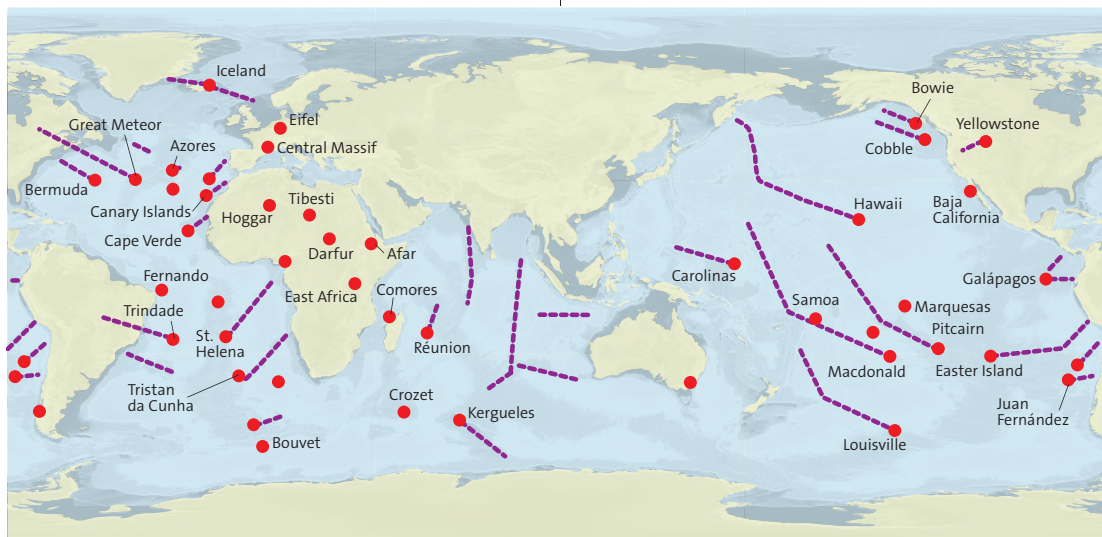 Iceland
Bowie
Great Meteor
Eifel
Yellowstone
Azores
Central Massif
Cobble
Bermuda
Tibesti
Canary Islands
Hoggar
Hawaii
Baja
California
Cape Verde
Darfur
Afar
Carolinas
Fernando
Galápagos
East Africa
Comores
Trindade
Samoa
Marquesas
St.
Helena
Réunion
Pitcairn
Macdonald
Easter Island
Tristan
da Cunha
Crozet
Kergueles
Juan
Fernández
Bouvet
Louisville